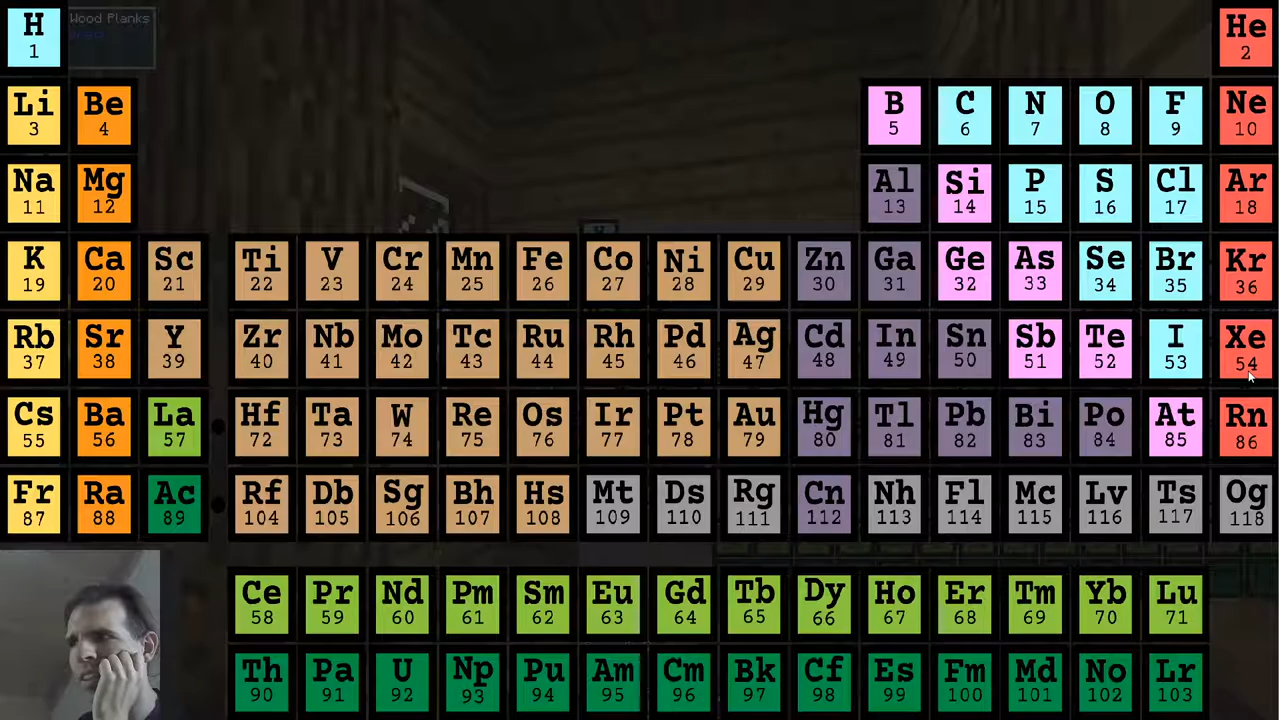 H Wood Planks He
1 2
Li Be B C N O F Ne
3 4 5 6 7 8 9 10
Na Mg Al Si P S Cl Ar
11 12 13 14 15 16 17 18
K Ca Sc Ti V Cr Mn Fe Co Ni Cu Zn Ga Ge As Se Br Kr
19 20 21 22 23 24 25 26 27 28 29 30 31 32 33 34 35 36
Rb Sr Y Zr Nb Mo Tc Ru Rh Pd Ag Cd In Sn Sb Te I Xe
37 38 39 40 41 42 43 44 45 46 47 48 49 50 51 52 53 54
Cs Ba La Hf Ta W Re Os Ir Pt Au Hg Tl Pb Bi Po At Rn
55 56 57 72 73 74 75 76 77 78 79 80 81 82 83 84 85 86
Fr Ra Ac Rf Db Sg Bh Hs Mt Ds Rg Cn Nh Fl Mc Lv Ts Og
87 88 89 104 105 106 107 108 109 110 111 112 113 114 115 116 117 118
Ce Pr Nd Pm Sm Eu Gd Tb Dy Ho Er Tm Yb Lu
58 59 60 61 62 63 64 65 66 67 68 69 70 71
Th Pa U Np Pu Am Cm Bk Cf Es Fm Md No Lr
90 91 92 93 94 95 96 97 98 99 100 101 102 103